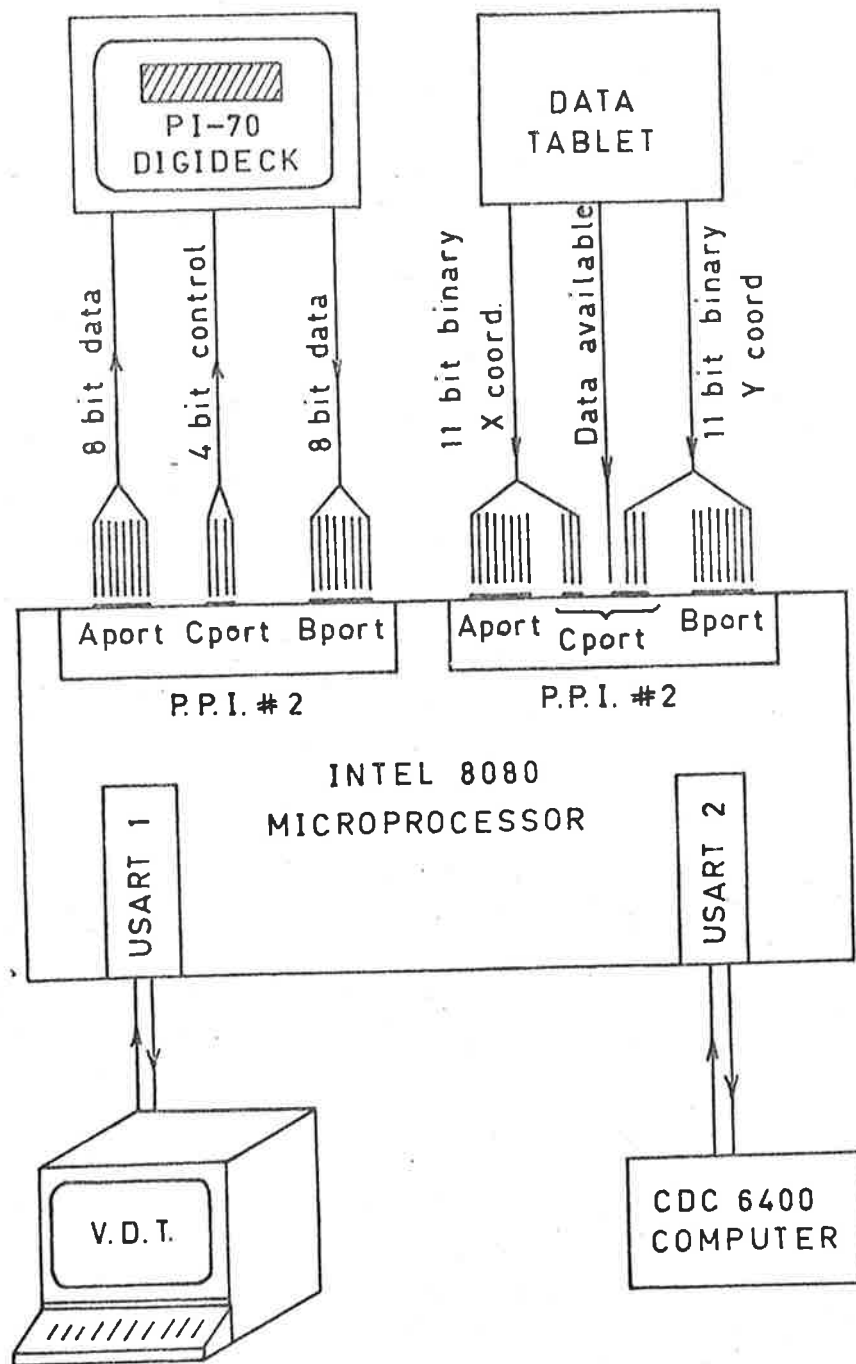 PI-70
DIGIDECK
DATA
TABLET
8 bit data
4 bit control
8 bit data
11 bit binary
X coord.
Data available
11 bit binary
Y coord
Aport Cport Bport
Aport Cport Bport
P.P.I. #2
P.P.I. #2
INTEL 8080
MICROPROCESSOR
USART 1
USART 2
V.D.T.
CDC 6400
COMPUTER